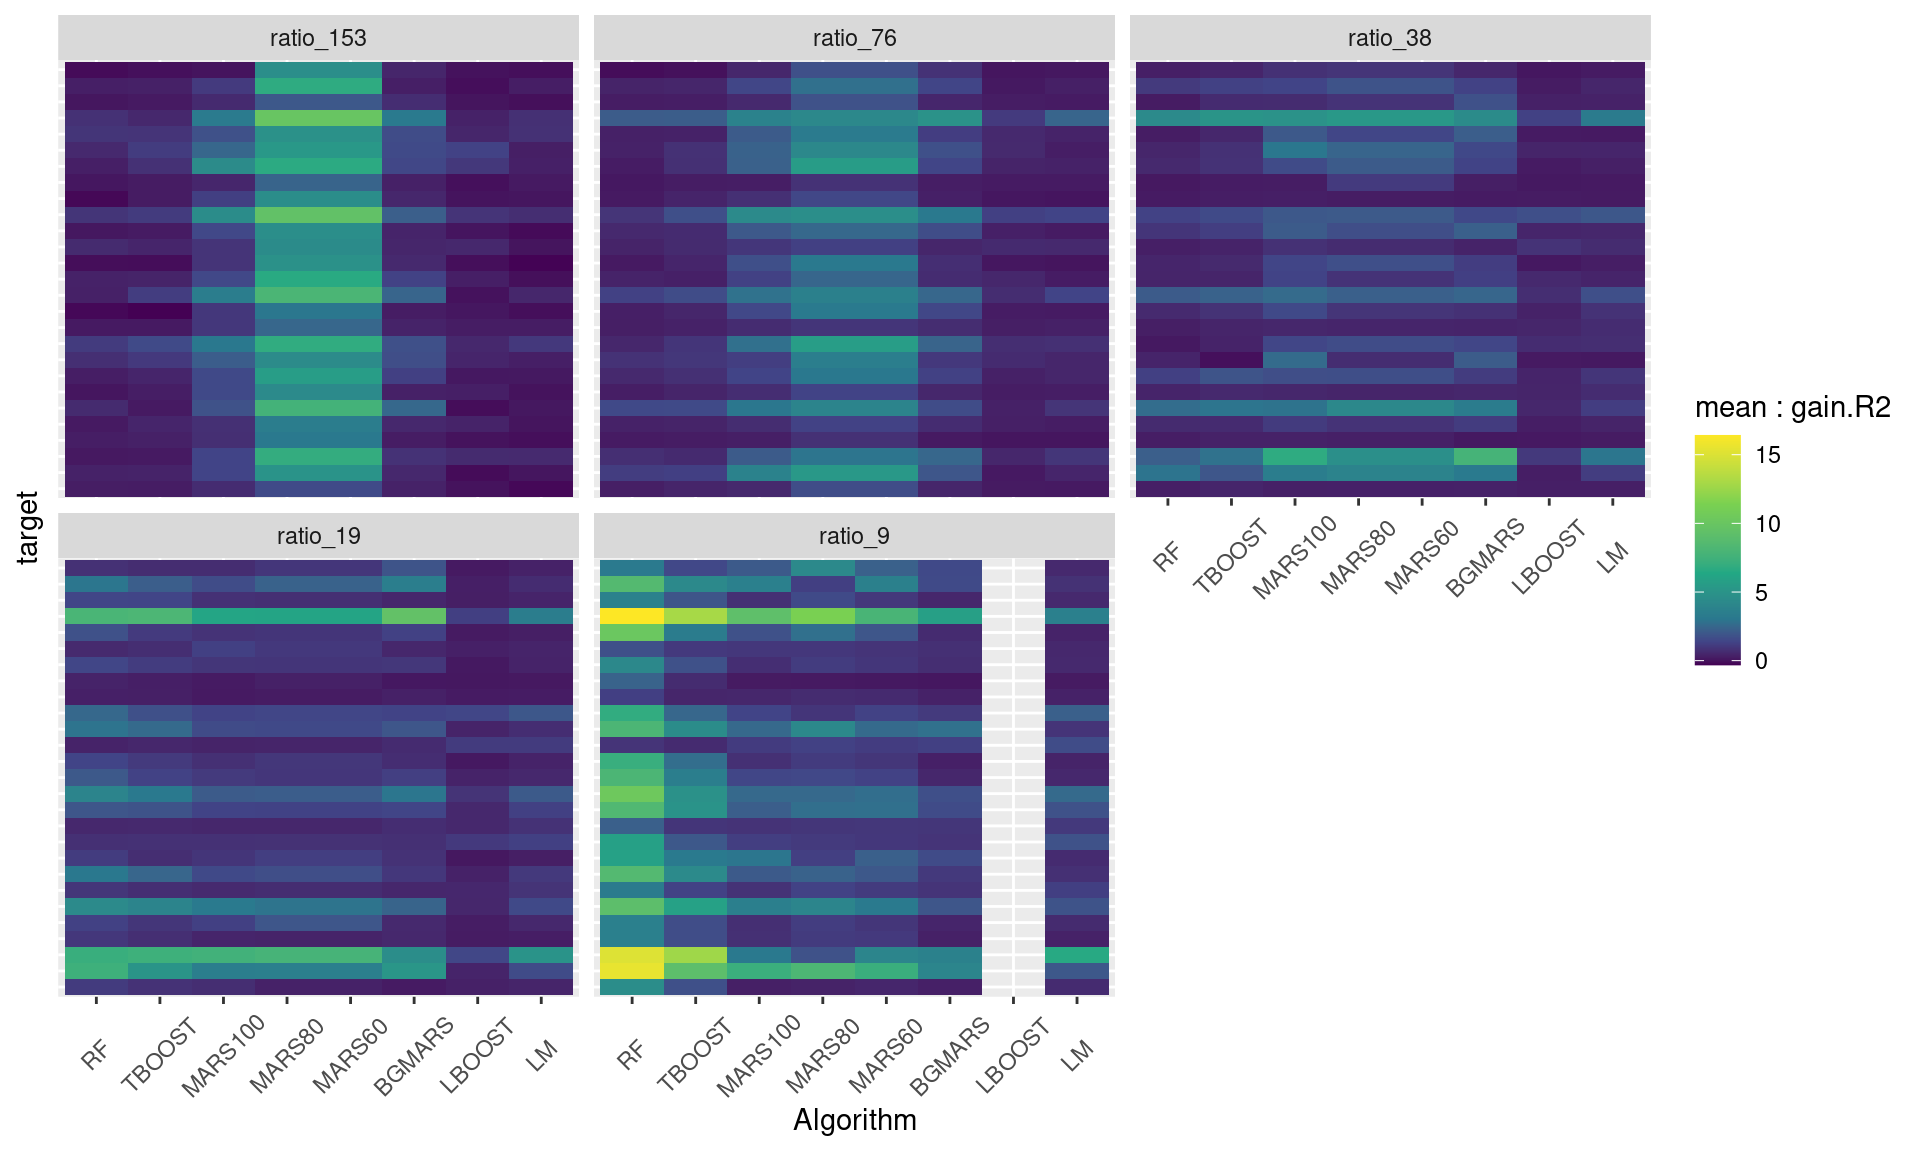 ratio_153
ratio_76
ratio_38
target
RF
TBOOST
MARS100
MARS80
MARS60
BGMARS
LBOOST
LM
mean : gain.R2
15
10
5
0
ratio_19
ratio_9
RF
TBOOST
MARS100
MARS80
MARS60
BGMARS
LBOOST
LM
RF
TBOOST
MARS100
MARS80
MARS60
BGMARS
LBOOST
LM
Algorithm